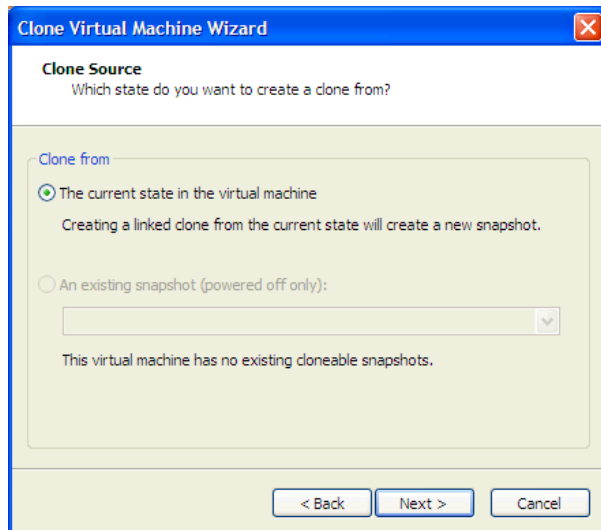 Clone Virtual Machine Wizard
Clone Source
Which state do you want to create a clone from?
Clone from
The current state in the virtual machine
Creating a linked clone from the current state will create a new snapshot.
An existing snapshot (powered off only):
This virtual machine has no existing cloneable snapshots.
< Back Next > Cancel